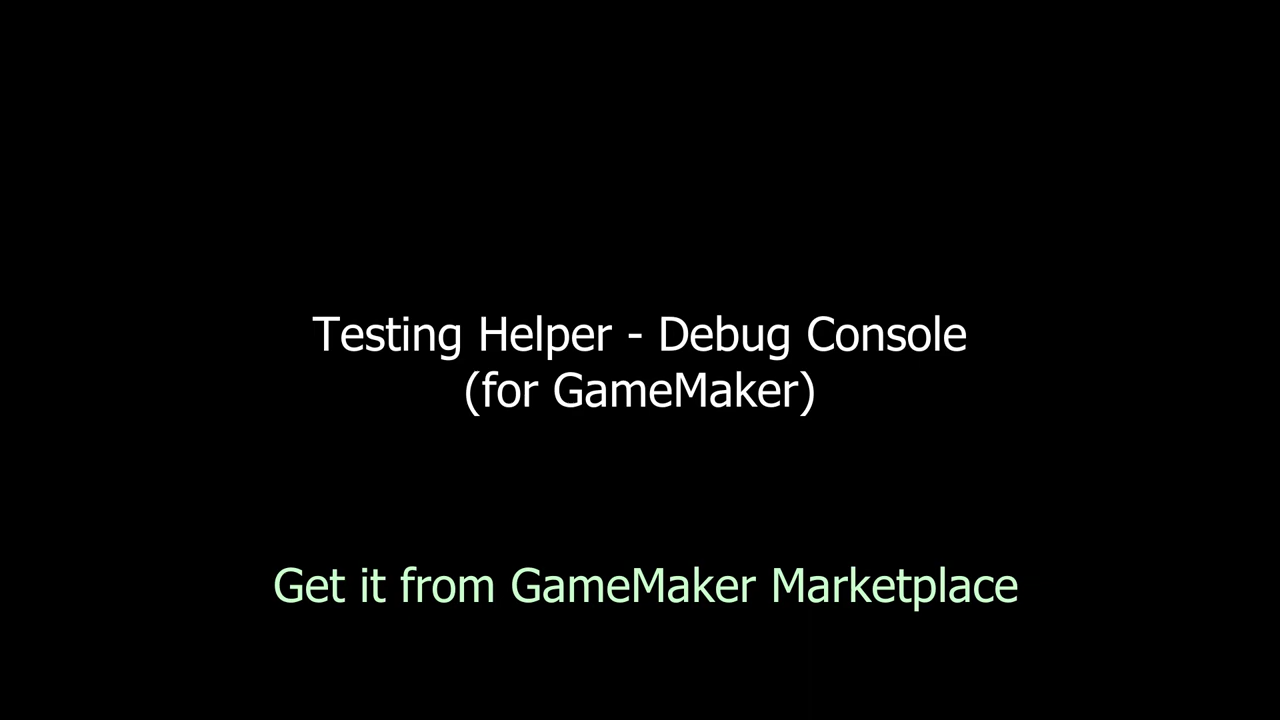 Testing Helper - Debug Console
(for GameMaker)
Get it from GameMaker Marketplace